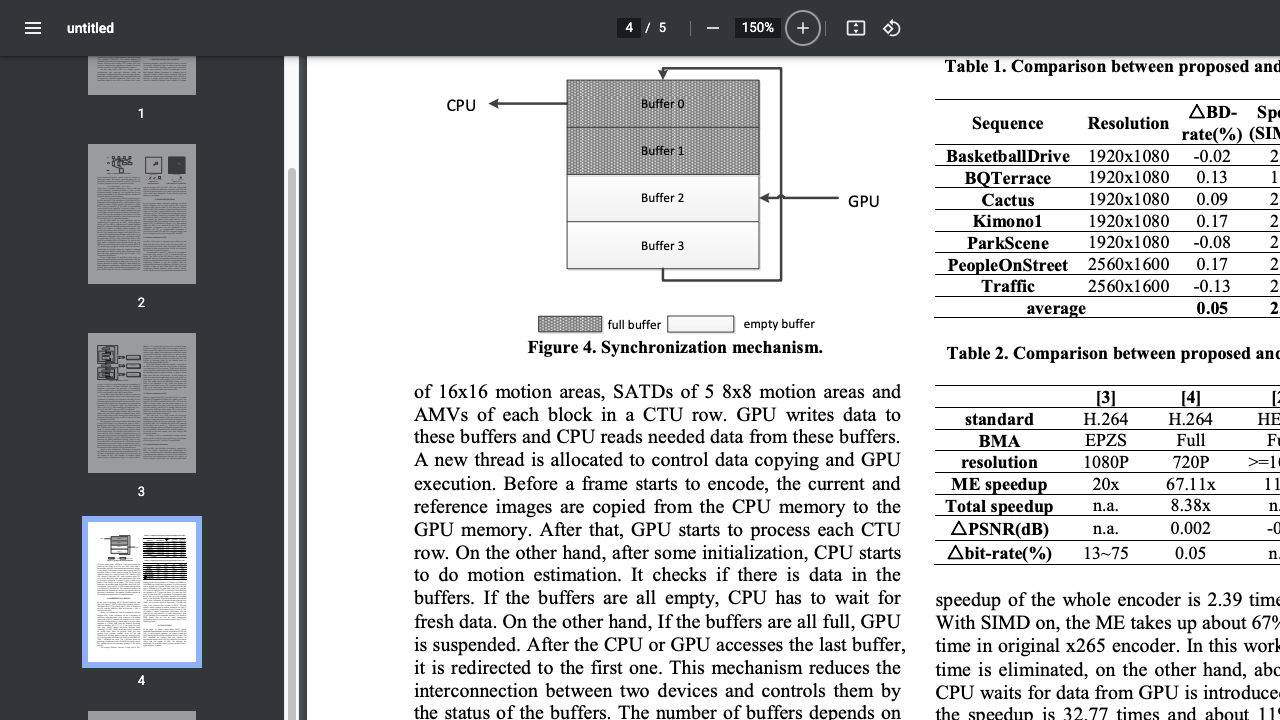 untitled
4 / 5
150%
1
2
3
4
CPU
Buffer 0
Buffer 1
Buffer 2
Buffer 3
GPU
full buffer
empty buffer
Figure 4. Synchronization mechanism.
of 16x16 motion areas, SATDs of 5 8x8 motion areas and
AMVs of each blocks in a CTU row. GPU writes data to
these buffers and CPU reads needed data from these buffers.
A new thread is allocated to control data copying and GPU
execution. Before a frame starts to encode, the current and
reference images are copied from the CPU memory to the
GPU memory. After that, GPU starts to process each CTU
row. On the other hand, after some initialization, CPU starts
to do motion estimation. It checks if there is data in the
buffers. If the buffers are all empty, CPU has to wait for
fresh data. On the other hand, If the buffers are all full, GPU
is suspended. After the CPU or GPU accesses the last buffer,
it is redirected to the first one. This mechanism reduces the
interconnection between two devices and controls them by
the status of the buffers. The number of buffers depends on
Table 1. Comparison between proposed and
Sequence Resolution △BD-rate(%) (SIM
BasketballDrive 1920x1080 -0.02 2
BQTerrace 1920x1080 0.13 1
Cactus 1920x1080 0.09 2
Kimono1 1920x1080 0.17 2
ParkScene 1920x1080 -0.08 2
PeopleOnStreet 2560x1600 0.17 2
Traffic 2560x1600 -0.13 2
average 0.05 2.
Table 2. Comparison between proposed and
[3] [4]
standard H.264 H.264 HE
BMA EPZS Full Fu
resolution 1080P 720P >=1
ME speedup 20x 67.11x 11
Total speedup n.a. 8.38x n.
△PSNR(dB) n.a. 0.002 -0
△bit-rate(%) 13~75 0.05 n.
speedup of the whole encoder is 2.39 time
With SIMD on, the ME takes up about 67%
time in original x265 encoder. In this work
time is eliminated, on the other hand, abo
CPU waits for data from GPU is introduced
the speedup is 32.77 times and about 11